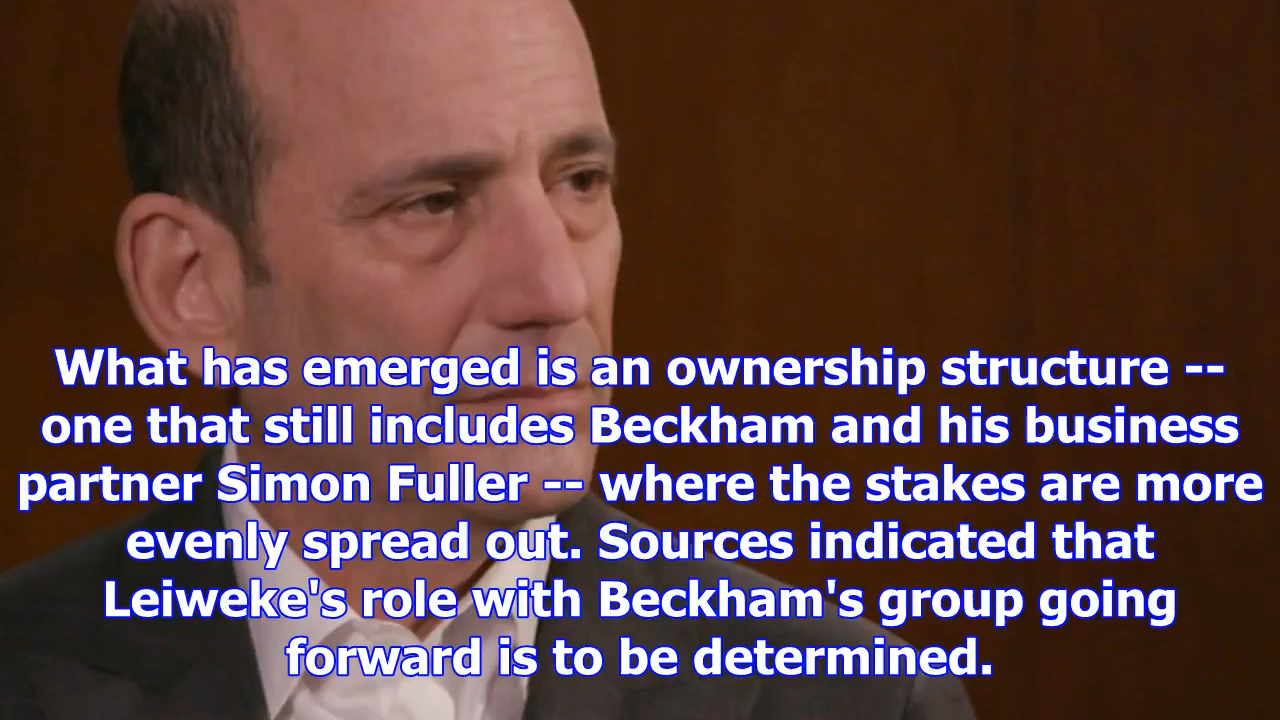 What has emerged is an ownership structure --
one that still includes Beckham and his business
partner Simon Fuller -- where the stakes are more
evenly spread out. Sources indicated that
Leiweke's role with Beckham's group going
forward is to be determined.